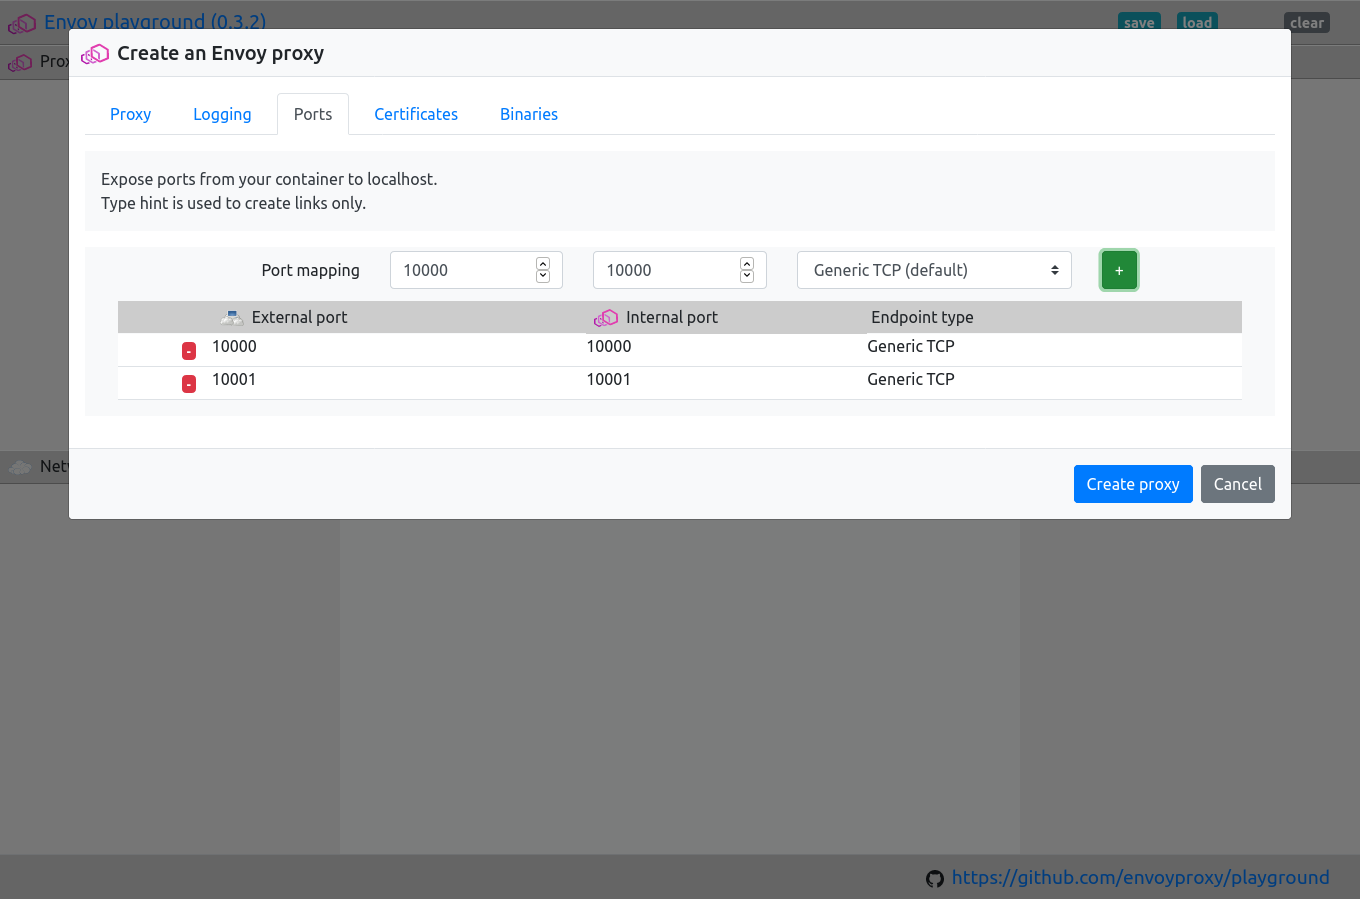 Envoy playground (0.3.2)
save
load
clear
Create an Envoy proxy
Proxy
Logging
Ports
Certificates
Binaries
Expose ports from your container to localhost.
Type hint is used to create links only.
Port mapping
10000
10000
Generic TCP (default)
+
External port
Internal port
Endpoint type
-
10000
10000
Generic TCP
-
10001
10001
Generic TCP
Create proxy
Cancel
https://github.com/envoyproxy/playground